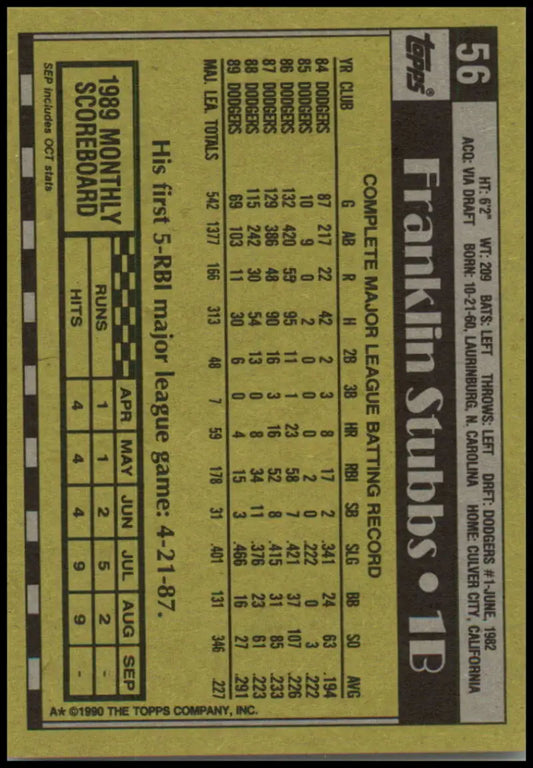 56
HT: 6'2" WT: 209 BATS: LEFT THROWS: LEFT DRFT: DODGERS #1-JUNE, 1982
ACQ: VIA DRAFT BORN: 10-21-60, LAURINBURG, N. CAROLINA HOME: CULVER CITY, CALIFORNIA
topps®
Franklin Stubbs • 1B
COMPLETE MAJOR LEAGUE BATTING RECORD
YR CLUB G AB R H 2B 3B HR RBI SB SLG BB SO AVG
84 DODGERS 87 217 22 42 2 3 8 17 2 .341 24 63 .194
85 DODGERS 10 9 0 2 0 0 0 2 0 .222 0 3 .222
86 DODGERS 132 420 55 95 11 1 23 58 7 .421 37 107 .226
87 DODGERS 129 386 48 90 16 3 16 52 8 .415 31 85 .233
88 DODGERS 115 242 30 54 13 0 8 34 11 .376 23 61 .223
89 DODGERS 69 103 11 30 6 0 4 15 3 .466 16 27 .291
MAJ. LEA. TOTALS 542 1377 166 313 48 7 59 178 31 .401 131 346 .227
His first 5-RBI major league game: 4-21-87.
1989 MONTHLY
SCOREBOARD
APR MAY JUN JUL AUG SEP
RUNS 1 1 2 5 2 -
HITS 4 4 4 9 9 -
SEP includes OCT stats
A* ©1990 THE TOPPS COMPANY, INC.